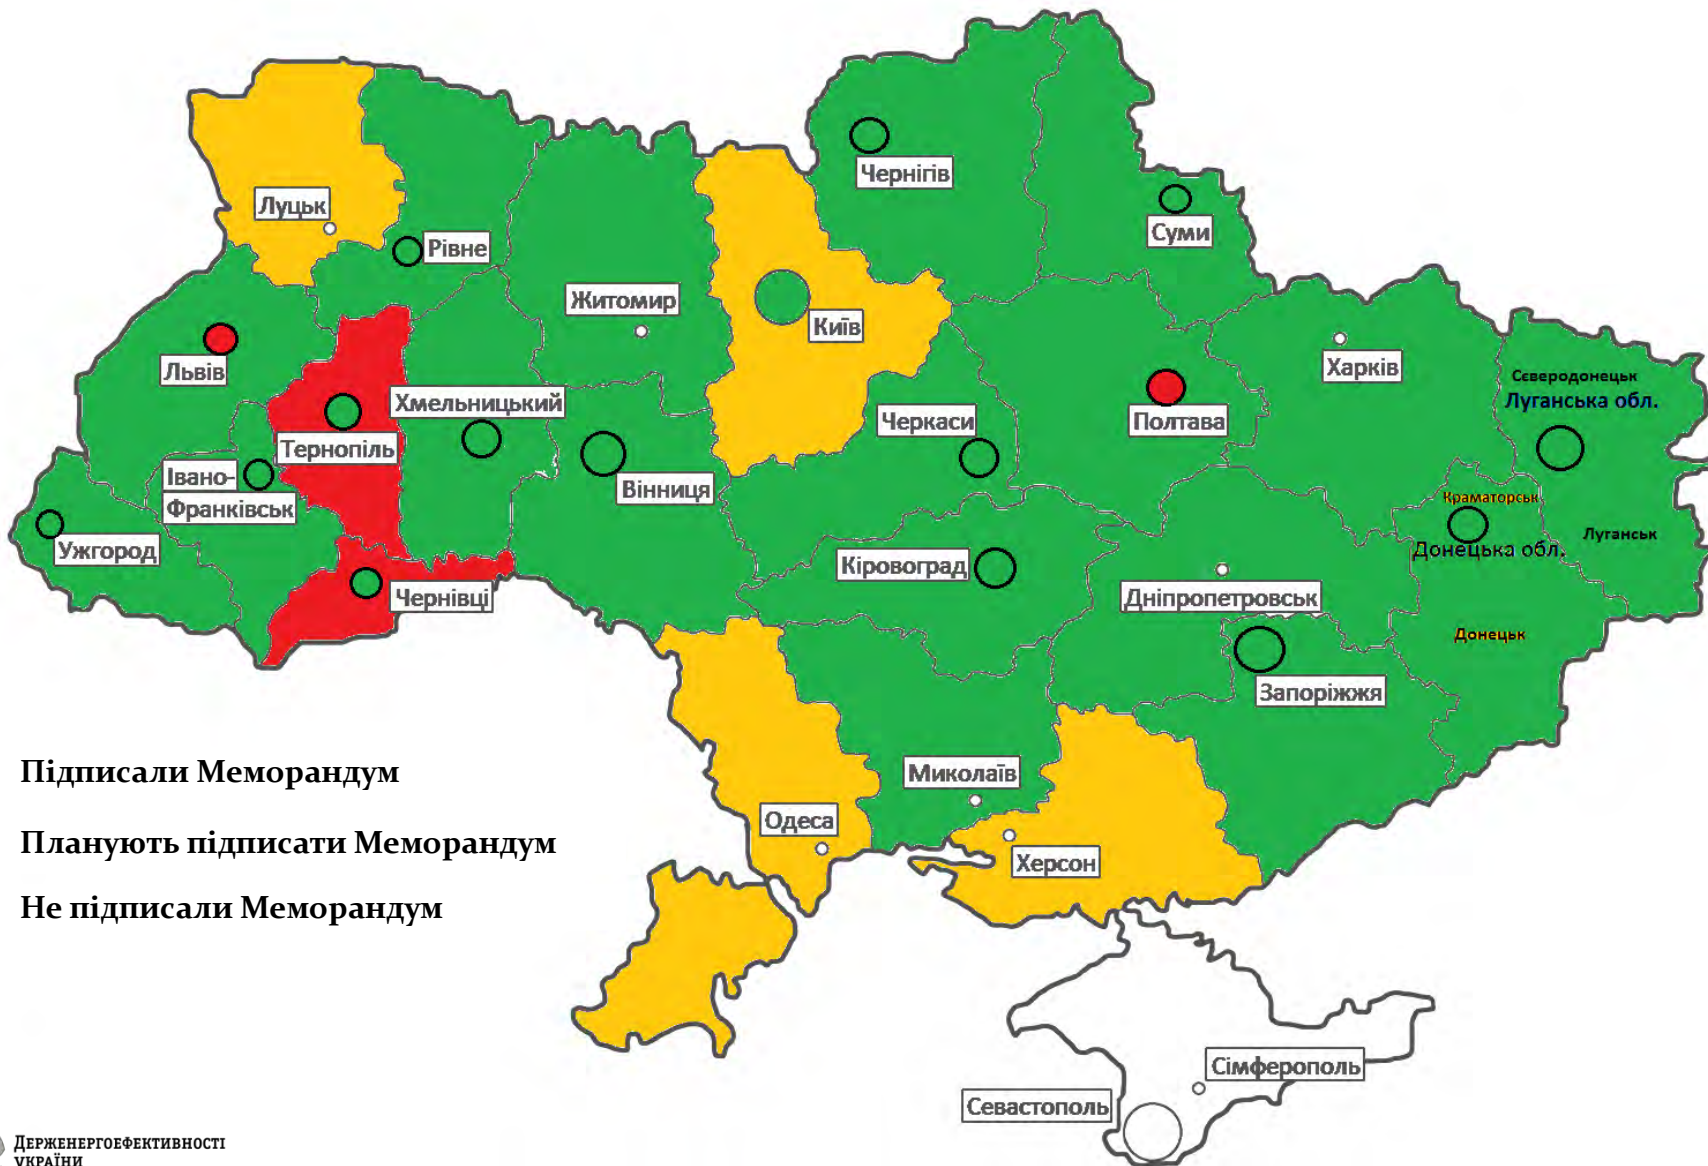 Чернігів
Луцьк
Суми
Рівне
Житомир
Київ
Львів
Харків
Сєверодонецьк
Луганська обл.
Хмельницький
Черкаси
Полтава
Тернопіль
Івано-
Франківськ
Вінниця
Краматорськ
Луганськ
Ужгород
Донецька обл.
Кіровоград
Чернівці
Дніпропетровськ
Донецьк
Запоріжжя
Підписали Меморандум
Миколаїв
Одеса
Планують підписати Меморандум
Херсон
Не підписали Меморандум
Сімферополь
Севастополь
ДЕРЖЕНЕРГОЕФЕКТИВНОСТІ
УКРАЇНИ